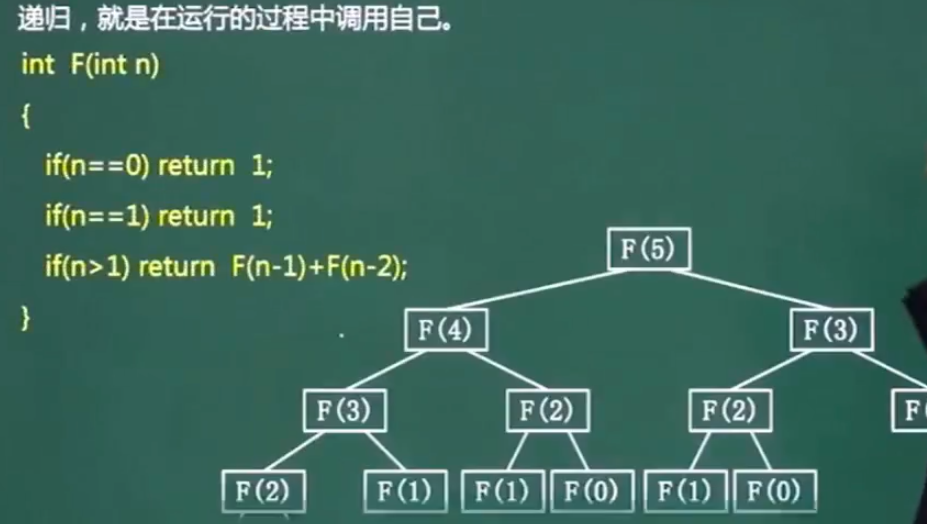 递归，就是在运行的过程中调用自己。
int F(int n)
{
if(n==0) return 1;
if(n==1) return 1;
if(n>1) return F(n-1)+F(n-2);
}
F(5)
F(4) F(3)
F(3) F(2) F(2)
F(2) F(1) F(1) F(0) F(1) F(0)